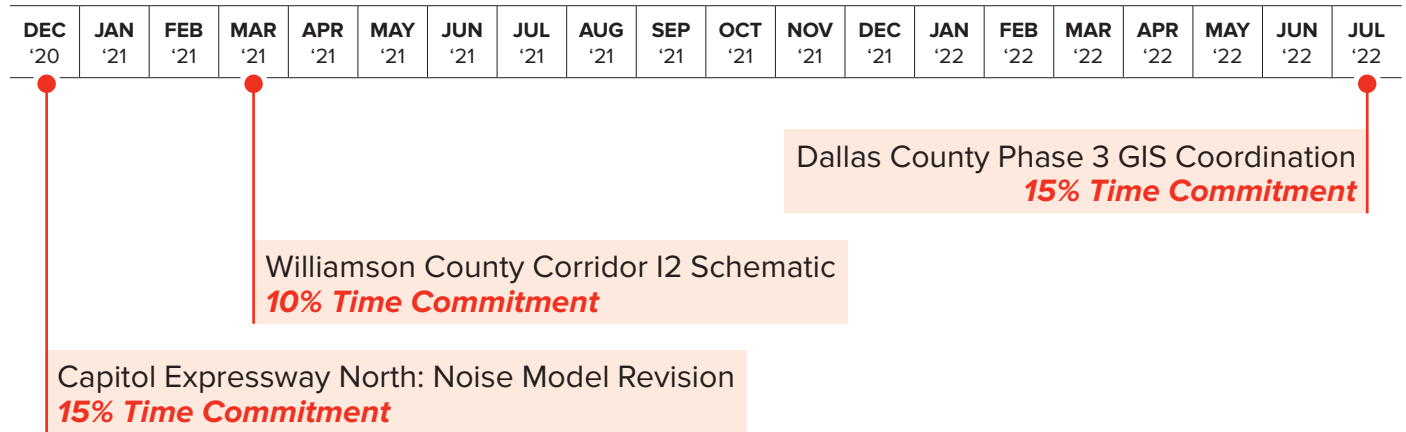 DEC JAN FEB MAR APR MAY JUN JUL AUG SEP OCT NOV DEC JAN FEB MAR APR MAY JUN JUL
‘20 ‘21 ‘21 ‘21 ‘21 ‘21 ‘21 ‘21 ‘21 ‘21 ‘21 ‘21 ‘21 ‘22 ‘22 ‘22 ‘22 ‘22 ‘22 ‘22
Dallas County Phase 3 GIS Coordination
15% Time Commitment
Williamson County Corridor I2 Schematic
10% Time Commitment
Capitol Expressway North: Noise Model Revision
15% Time Commitment